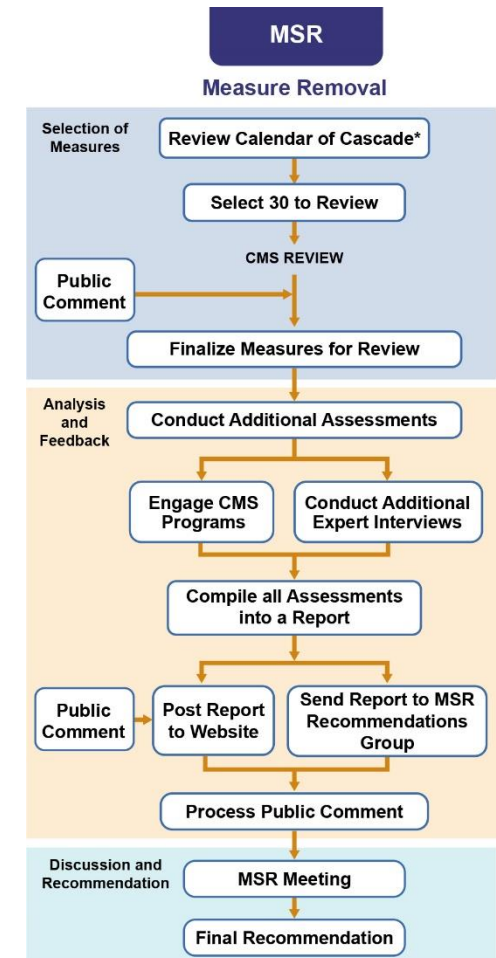 MSR
Measure Removal
Selection of
Measures
Review Calendar of Cascade*
Select 30 to Review
CMS REVIEW
Public
Comment
Finalize Measures for Review
Analysis
and
Feedback
Conduct Additional Assessments
Engage CMS
Programs
Conduct Additional
Expert Interviews
Compile all Assessments
into a Report
Public
Comment
Post Report
to Website
Send Report to MSR
Recommendations
Group
Process Public Comment
Discussion and
Recommendation
MSR Meeting
Final Recommendation